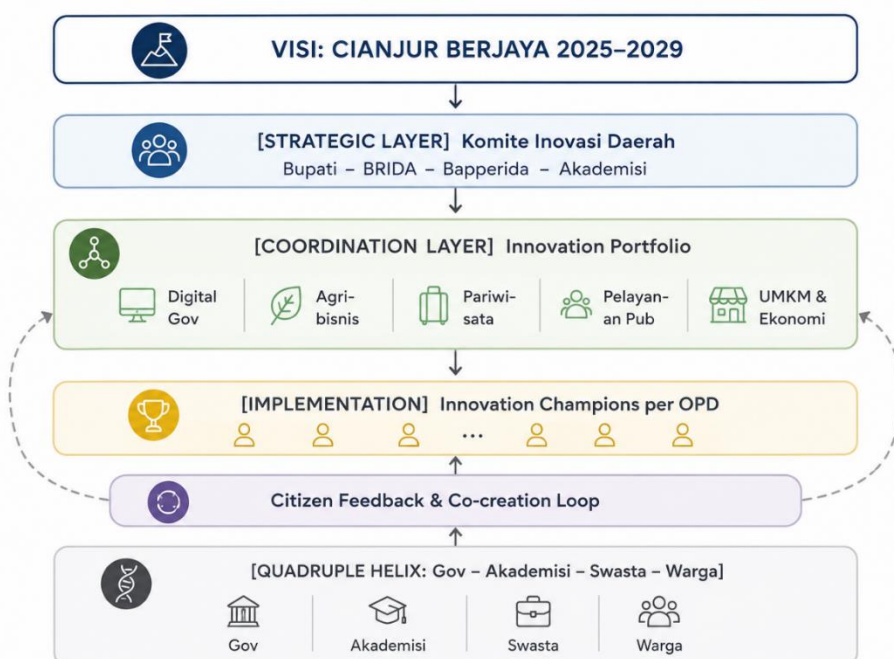 VISI: CIANJUR BERJAYA 2025–2029
[STRATEGIC LAYER] Komite Inovasi Daerah
Bupati – BRIDA – Bapperida – Akademisi
[COORDINATION LAYER] Innovation Portfolio
Digital
Gov
Agri-
bisnis
Pariwi-
sata
Pelayan-
an Pub
UMKM &
Ekonomi
[IMPLEMENTATION] Innovation Champions per OPD
...
Citizen Feedback & Co-creation Loop
[QUADRUPLE HELIX: Gov – Akademisi – Swasta – Warga]
Gov
Akademisi
Swasta
Warga